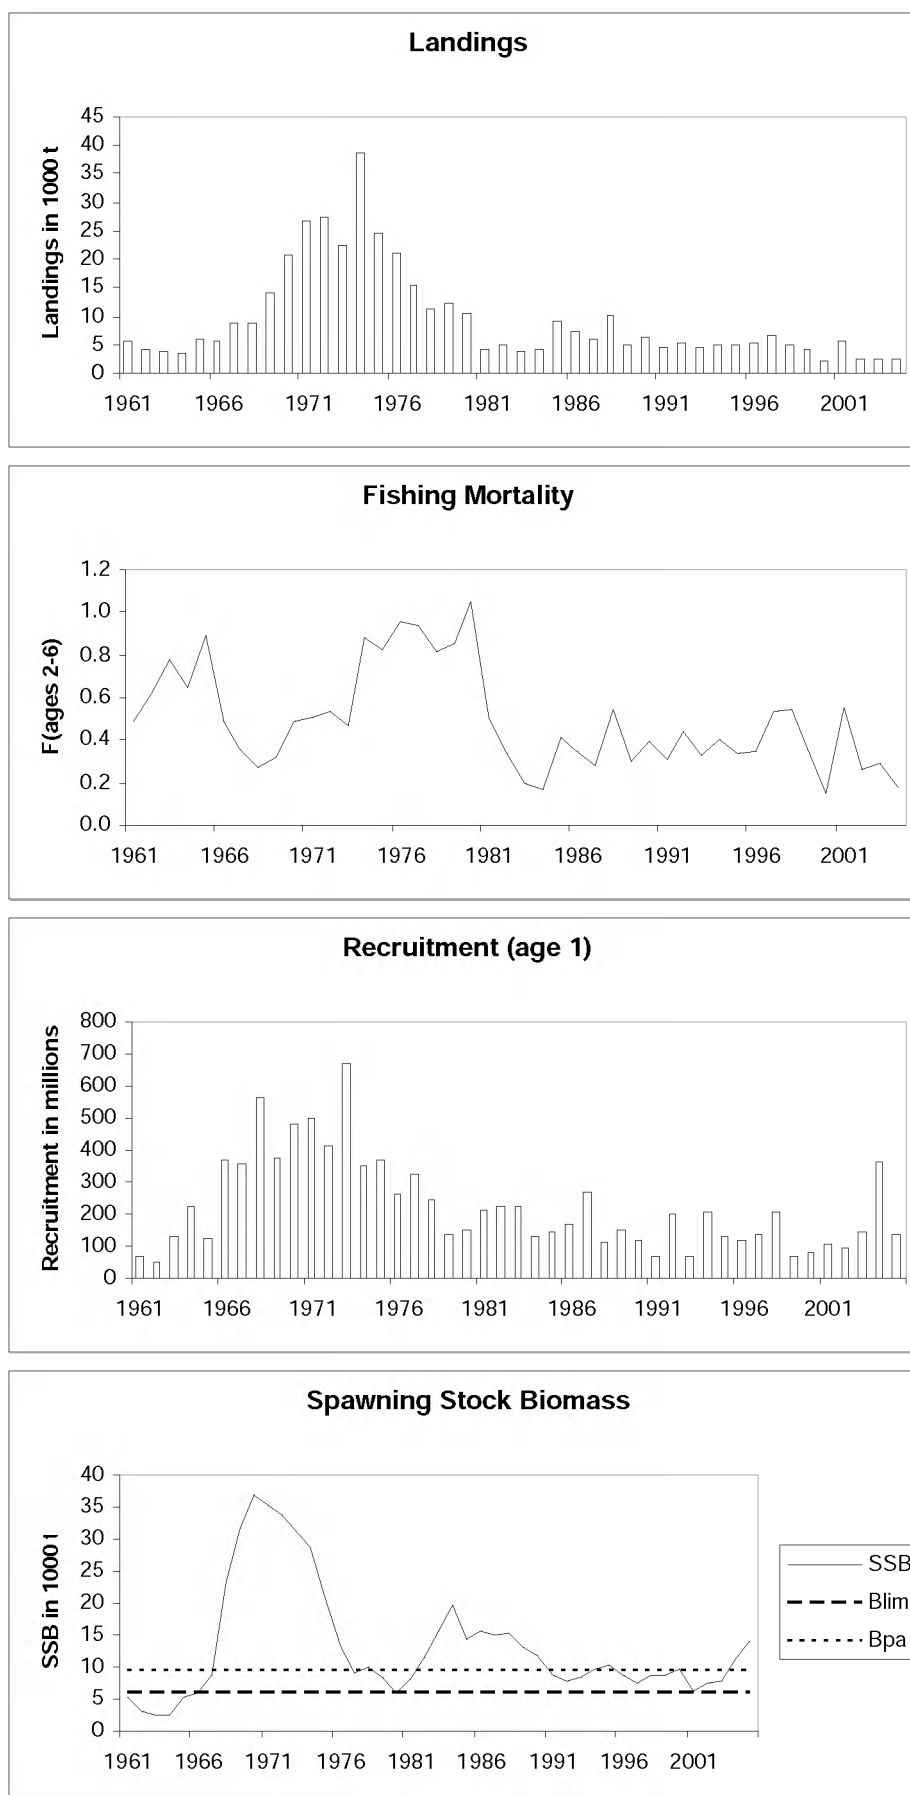 Landings
Landings in 1000 t
45
40
35
30
25
20
15
10
5
0
1961 1966 1971 1976 1981 1986 1991 1996 2001
Fishing Mortality
F(ages 2-6)
1.2
1.0
0.8
0.6
0.4
0.2
0.0
1961 1966 1971 1976 1981 1986 1991 1996 2001
Recruitment (age 1)
Recruitment in millions
800
700
600
500
400
300
200
100
0
1961 1966 1971 1976 1981 1986 1991 1996 2001
Spawning Stock Biomass
SSB in 1000 t
40
35
30
25
20
15
10
5
0
1961 1966 1971 1976 1981 1986 1991 1996 2001
SSB
Blim
Bpa